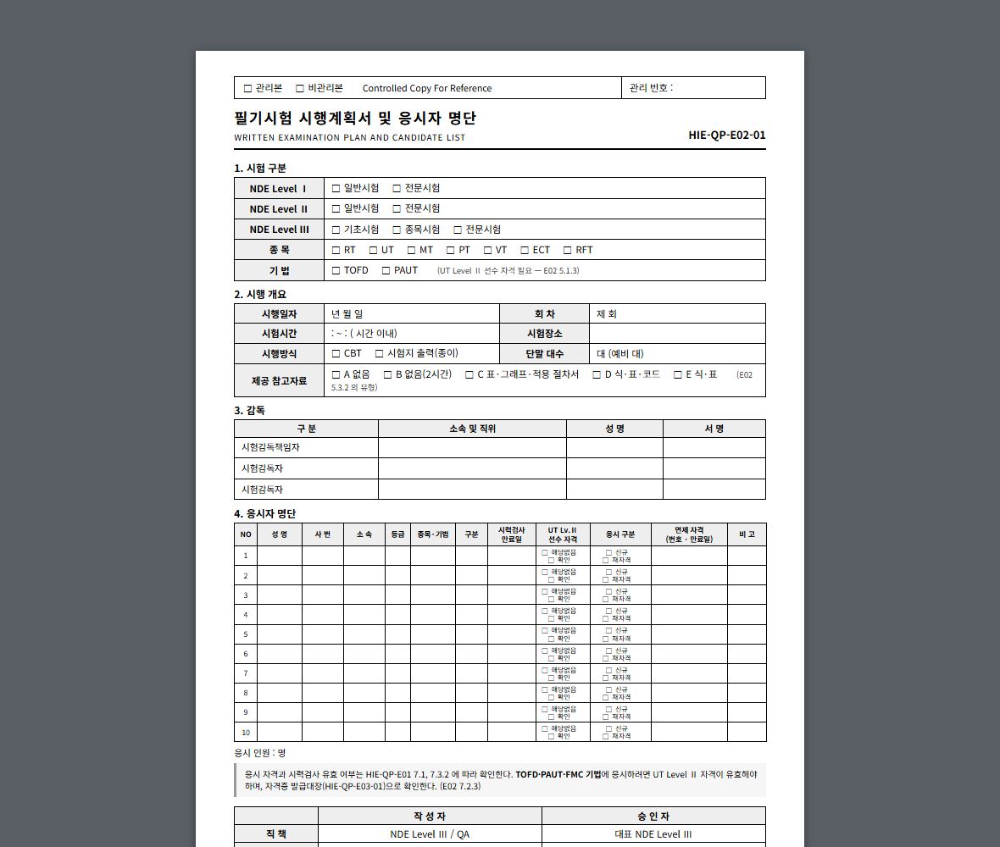 □ 관리본 □ 비관리본 Controlled Copy For Reference 관리 번호 :
필기시험 시행계획서 및 응시자 명단
WRITTEN EXAMINATION PLAN AND CANDIDATE LIST HIE-QP-E02-01
1. 시험 구분
NDE Level Ⅰ □ 일반시험 □ 전문시험
NDE Level Ⅱ □ 일반시험 □ 전문시험
NDE Level III □ 기초시험 □ 종목시험 □ 전문시험
종 목 □ RT □ UT □ MT □ PT □ VT □ ECT □ RFT
기 법 □ TOFD □ PAUT (UT Level Ⅱ 선수 자격 필요 — E02 5.1.3)
2. 시행 개요
시행일자 년 월 일 회 차 제 회
시험시간 : ~ : ( 시간 이내) 시험장소
시행방식 □ CBT □ 시험지 출력(종이) 단말 대수 대 (예비 대)
제공 참고자료 □ A 없음 □ B 없음(2시간) □ C 표·그래프·적용 절차서 □ D 식·표·코드 □ E 식·표 (E02
5.3.2 의 유형)
3. 감독
구 분 소속 및 직위 성 명 서 명
시험감독책임자
시험감독자
시험감독자
4. 응시자 명단
NO 성 명 사 번 소 속 등급 종목·기법 구분 시력검사 만료일 UT Lv.Ⅱ 선수 자격 응시 구분 면제 자격 (번호 · 만료일) 비 고
1 □ 해당없음 □ 확인 □ 신규 □ 재자격
2 □ 해당없음 □ 확인 □ 신규 □ 재자격
3 □ 해당없음 □ 확인 □ 신규 □ 재자격
4 □ 해당없음 □ 확인 □ 신규 □ 재자격
5 □ 해당없음 □ 확인 □ 신규 □ 재자격
6 □ 해당없음 □ 확인 □ 신규 □ 재자격
7 □ 해당없음 □ 확인 □ 신규 □ 재자격
8 □ 해당없음 □ 확인 □ 신규 □ 재자격
9 □ 해당없음 □ 확인 □ 신규 □ 재자격
10 □ 해당없음 □ 확인 □ 신규 □ 재자격
응시 인원 : 명
응시 자격과 시력검사 유효 여부는 HIE-QP-E01 7.1, 7.3.2 에 따라 확인한다. TOFD·PAUT·FMC 기법에 응시하려면 UT Level Ⅱ 자격이 유효해야
하며, 자격증 발급대장(HIE-QP-E03-01)으로 확인한다. (E02 7.2.3)
작 성 자 승 인 자
직 책 NDE Level III / QA 대표 NDE Level III